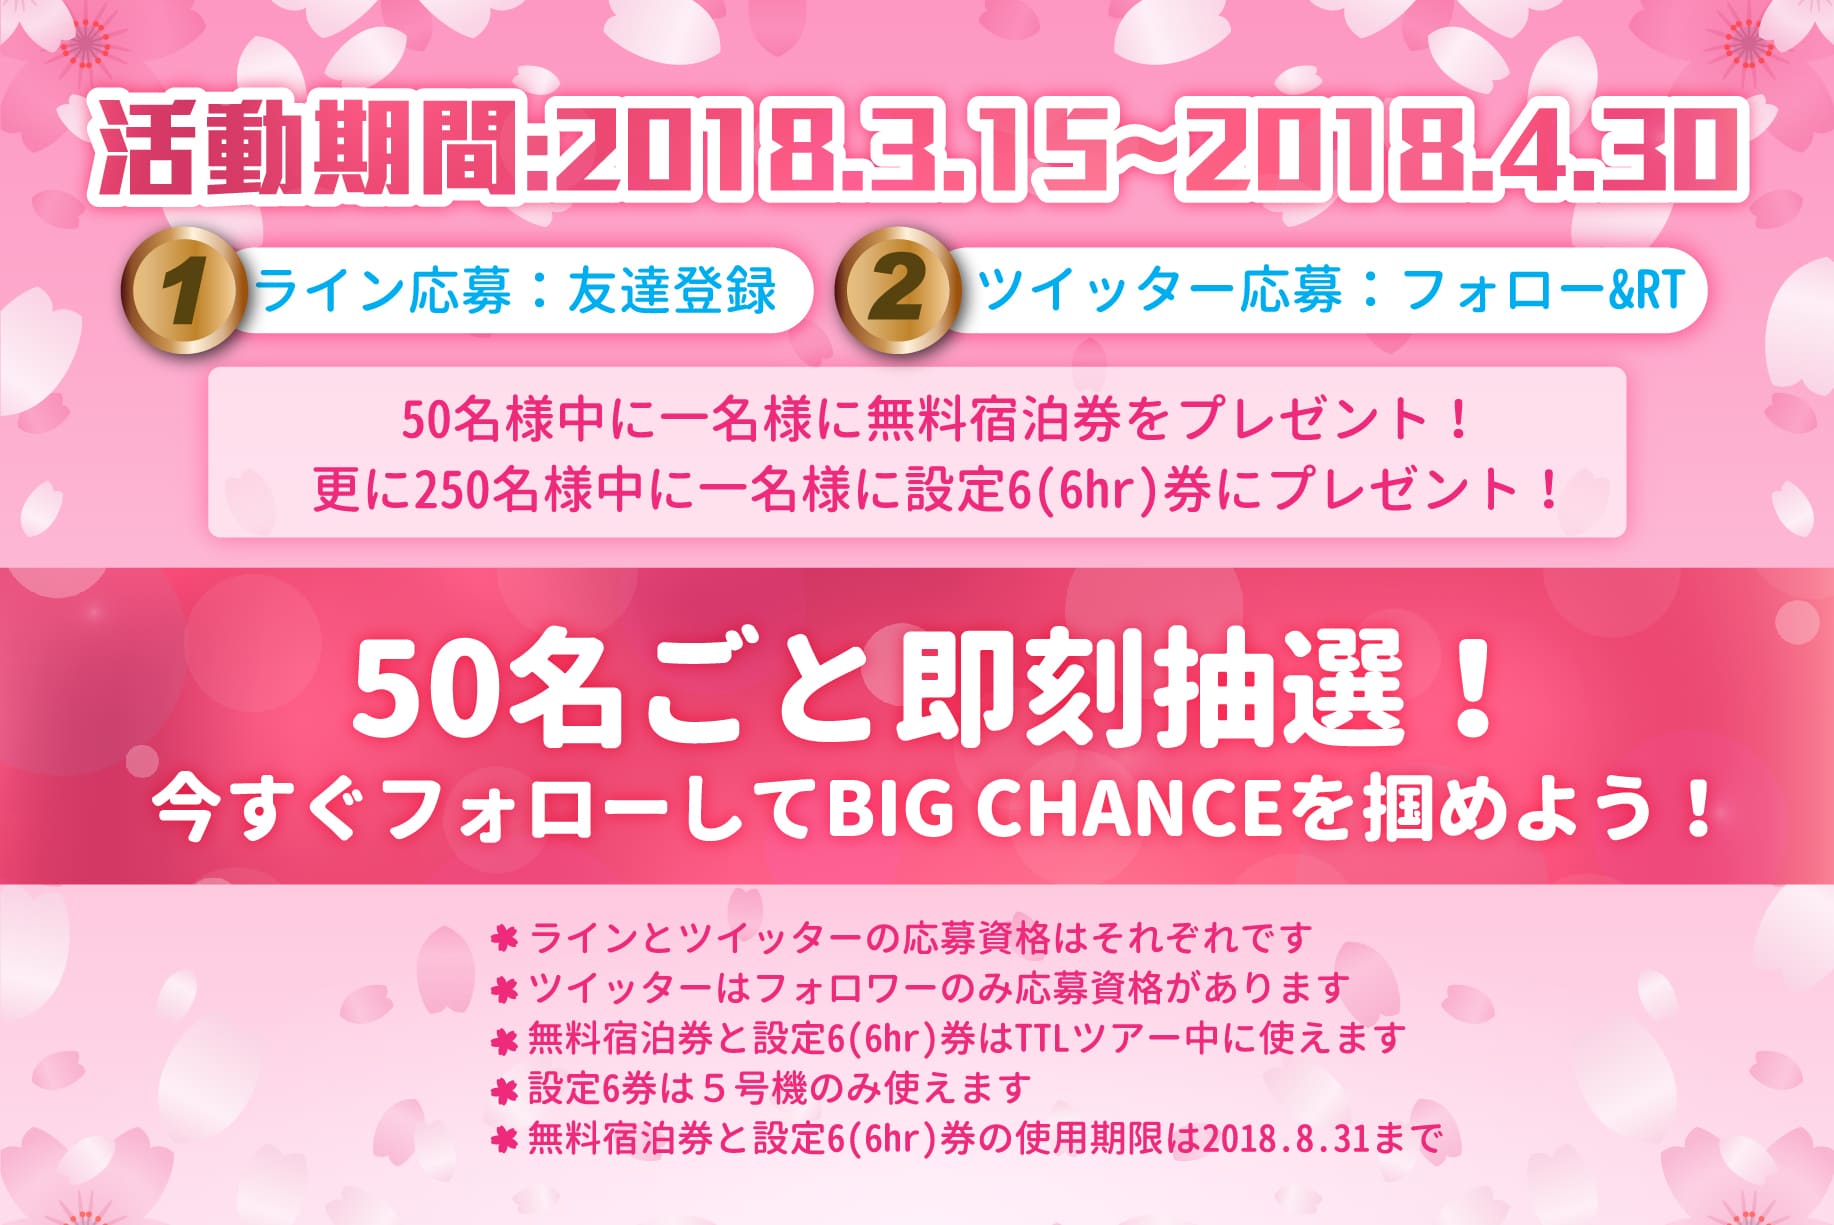 活動期間:2018.3.15~2018.4.30
1 ライン応募：友達登録
2 ツイッター応募：フォロー&RT
50名様中に一名様に無料宿泊券をプレゼント！
更に250名様中に一名様に設定6(6hr)券にプレゼント！
50名ごと即刻抽選！
今すぐフォローしてBIG CHANCEを掴めよう！
ラインとツイッターの応募資格はそれぞれです
ツイッターはフォロワーのみ応募資格があります
無料宿泊券と設定6(6hr)券はTTLツアー中に使えます
設定6券は５号機のみ使えます
無料宿泊券と設定6(6hr)券の使用期限は2018.8.31まで